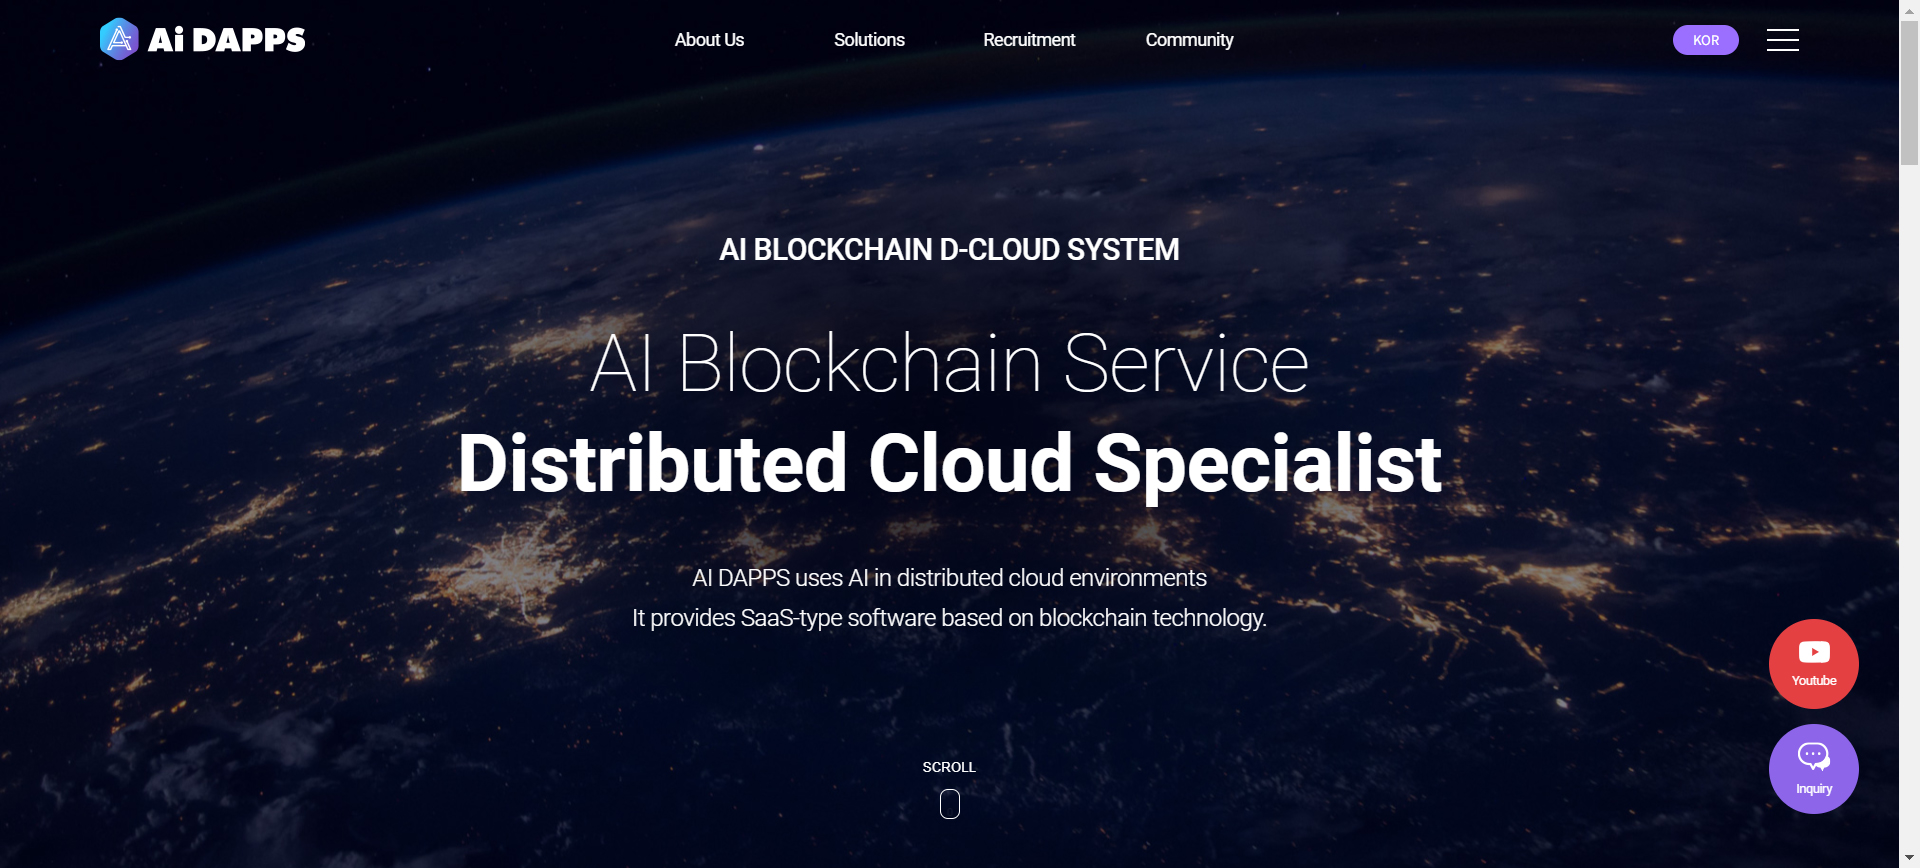 Ai DAPPS
About Us
Solutions
Recruitment
Community
KOR
AI BLOCKCHAIN D-CLOUD SYSTEM
AI Blockchain Service
Distributed Cloud Specialist
AI DAPPS uses AI in distributed cloud environments
It provides SaaS-type software based on blockchain technology.
Youtube
Inquiry
SCROLL